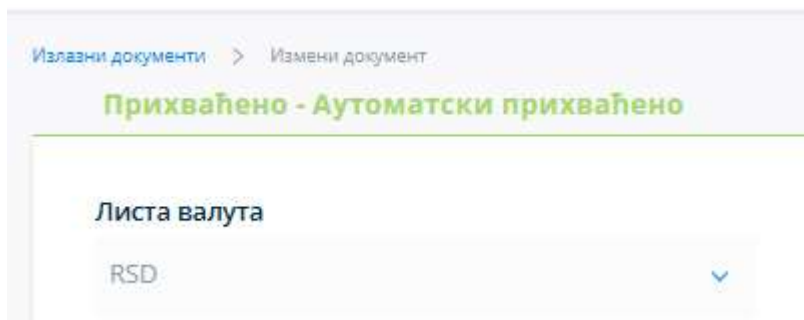 Излазни документи > Измени документ
Прихваћено - Аутоматски прихваћено
Листа валута
RSD